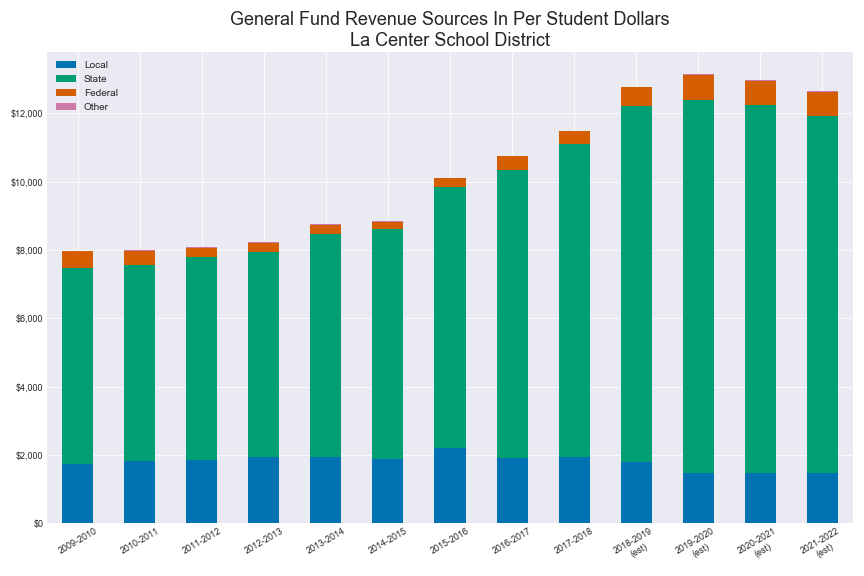 General Fund Revenue Sources In Per Student Dollars
La Center School District
Local
State
Federal
Other
$12,000
$10,000
$8,000
$6,000
$4,000
$2,000
$0
2009-2010
2010-2011
2011-2012
2012-2013
2013-2014
2014-2015
2015-2016
2016-2017
2017-2018
2018-2019
(est)
2019-2020
(est)
2020-2021
(est)
2021-2022
(est)